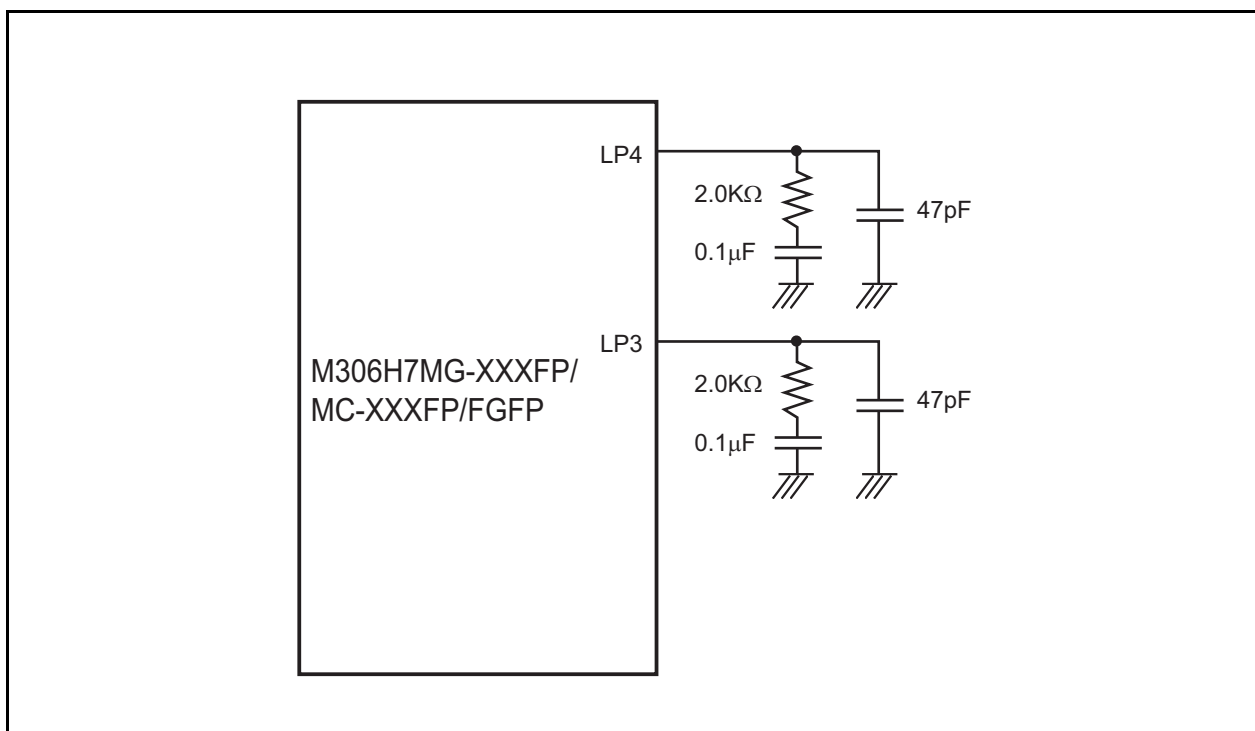 LP4
2.0KΩ
47pF
0.1μF
LP3
M306H7MG-XXXFP/
MC-XXXFP/FGFP
2.0KΩ
47pF
0.1μF